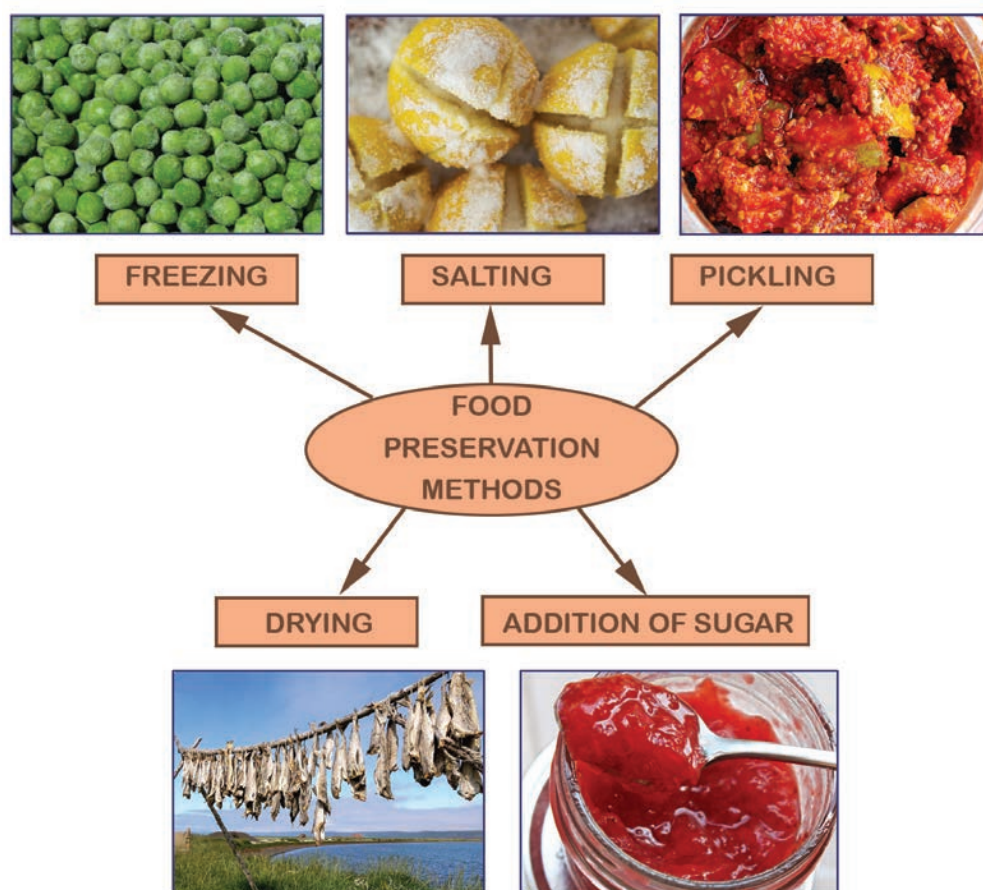 FREEZING
SALTING
PICKLING
FOOD
PRESERVATION
METHODS
DRYING
ADDITION OF SUGAR